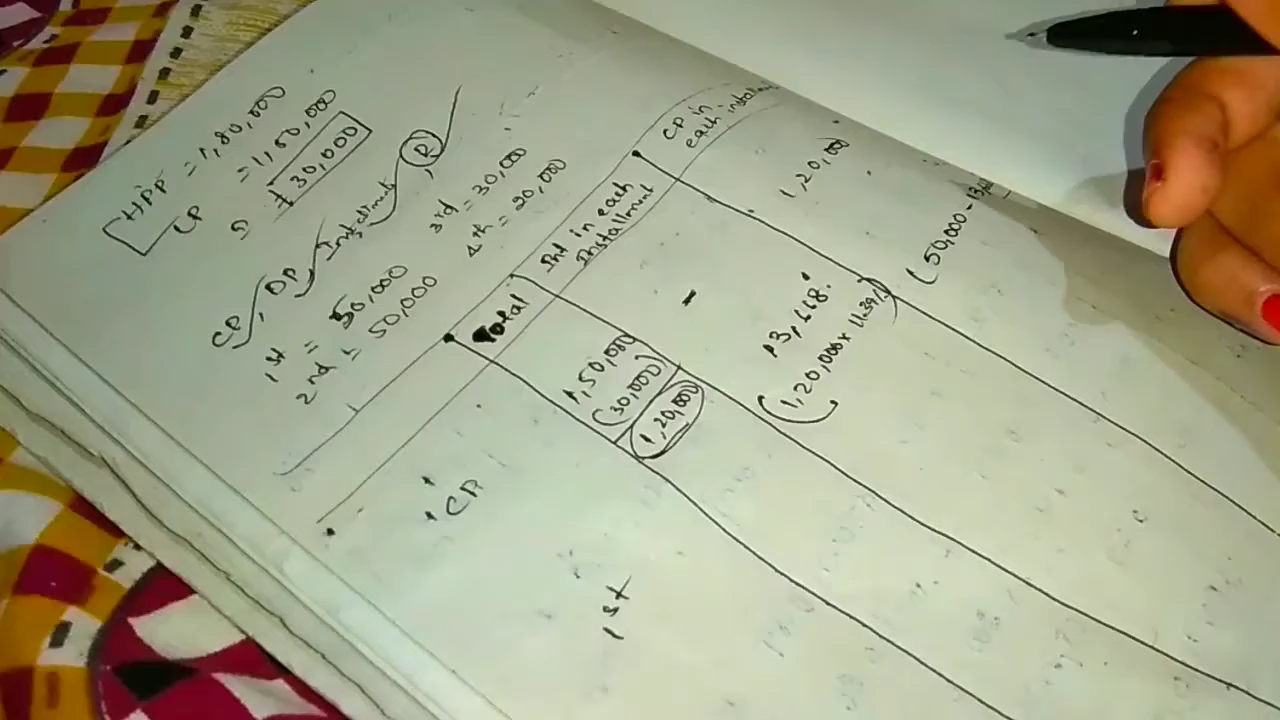 HPP = 1,80,000
CP = 1,50,000
30,000
CP, DP, Installment, R
1st = 50,000
2nd = 50,000
3rd = 30,000
4th = 20,000
Total
Int in each Installment
CP in each installment
CP
1,50,000
(30,000)
1,20,000
-
1,20,000
1st
13,668
(1,20,000 x 11.39%)
(50,000 -